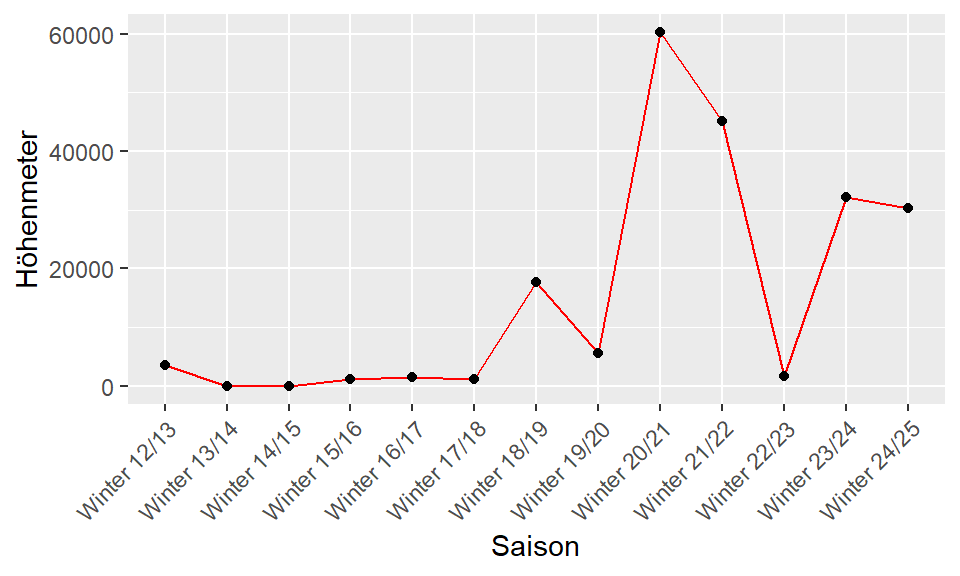 Höhenmeter
60000
40000
20000
0
Winter 12/13
Winter 13/14
Winter 14/15
Winter 15/16
Winter 16/17
Winter 17/18
Winter 18/19
Winter 19/20
Winter 20/21
Winter 21/22
Winter 22/23
Winter 23/24
Winter 24/25
Saison